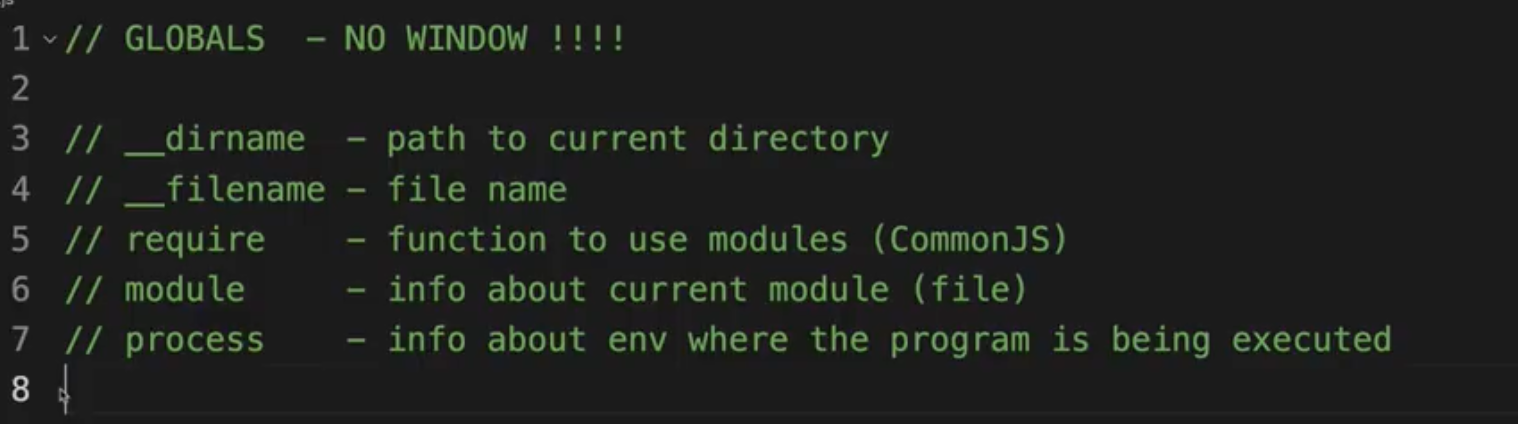 1 // GLOBALS  - NO WINDOW !!!!
2
3 // __dirname  - path to current directory
4 // __filename - file name
5 // require    - function to use modules (CommonJS)
6 // module     - info about current module (file)
7 // process    - info about env where the program is being executed
8